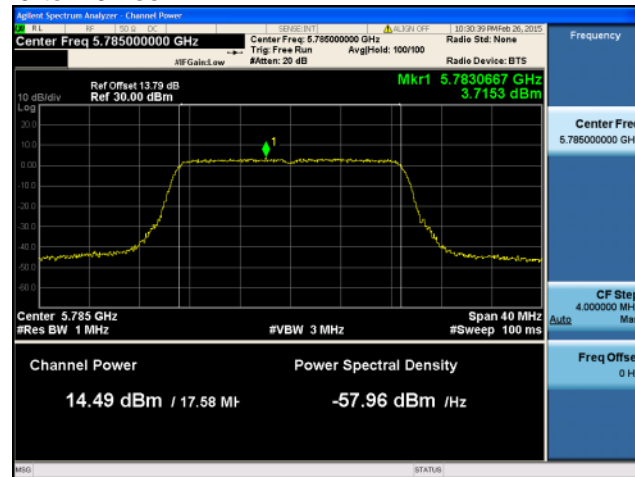 Agilent Spectrum Analyzer - Channel Power
RL RF 50 Ω DC SENSE:INT ALIGN OFF 10:30:39 PM Feb 26, 2015
Center Freq 5.785000000 GHz
Center Freq: 5.785000000 GHz
Radio Std: None
Trig: Free Run Avg|Hold: 100/100
#IFGain:Low #Atten: 20 dB Radio Device: BTS
Frequency
Ref Offset 13.79 dB
10 dB/div Ref 30.00 dBm
Mkr1 5.7830667 GHz
3.7153 dBm
Log
20.0
10.0
1
0.00
-10.0
-20.0
-30.0
-40.0
-50.0
-60.0
Center Fre
5.785000000 GH
Center 5.785 GHz Span 40 MHz
#Res BW 1 MHz #VBW 3 MHz #Sweep 100 ms
CF Step
4.000000 MH
Auto Ma
Channel Power Power Spectral Density
14.49 dBm / 17.58 MH -57.96 dBm /Hz
Freq Offse
0 H
MSG STATUS